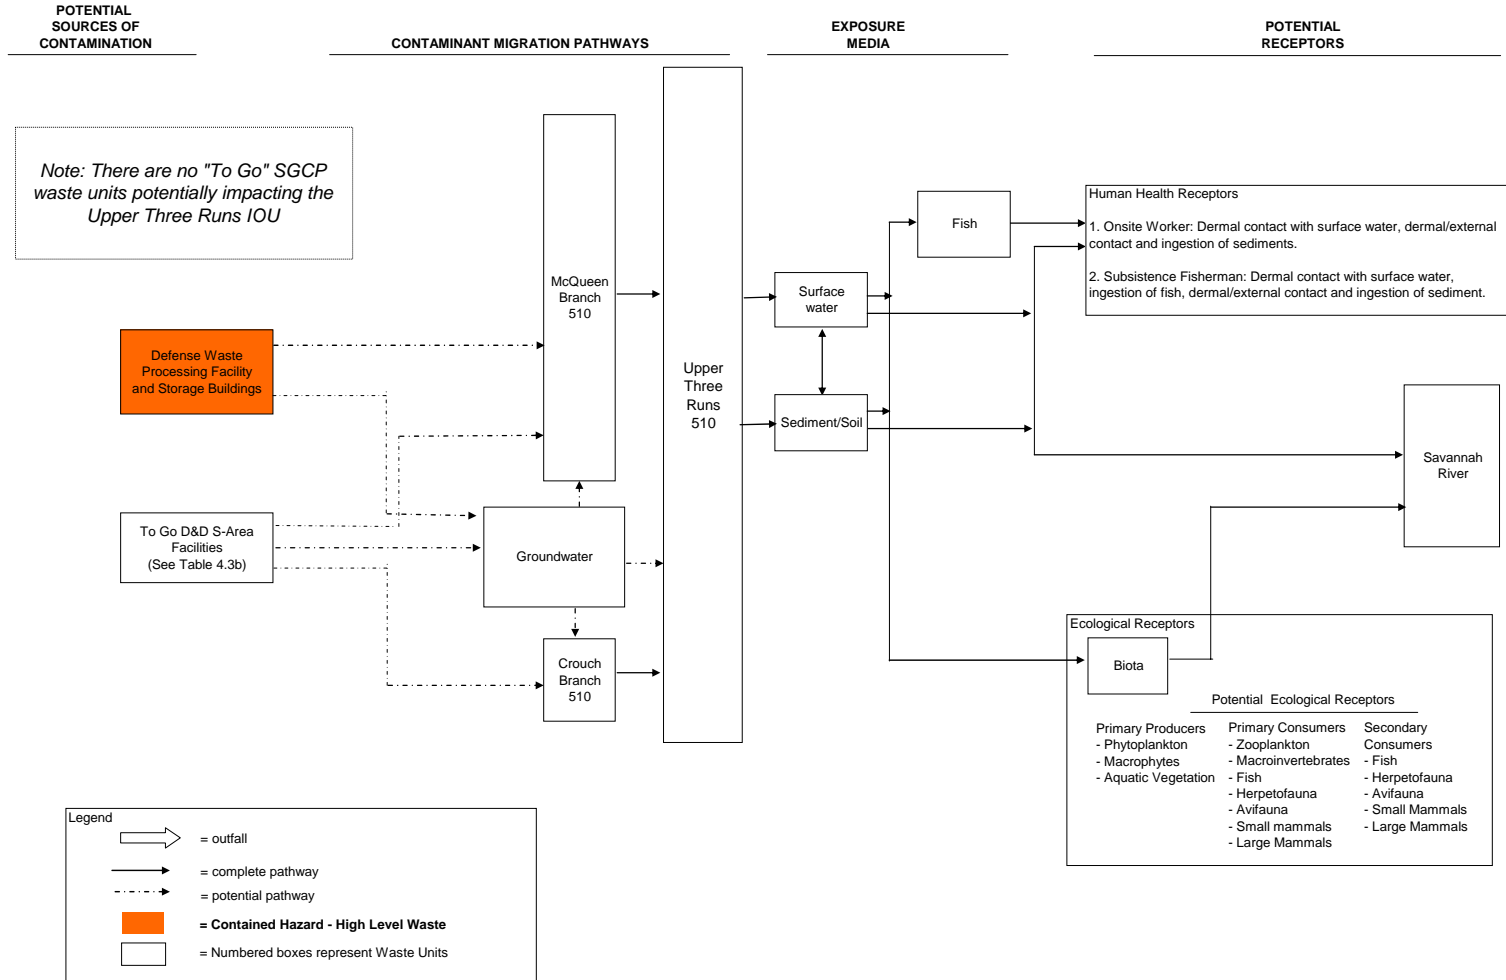 POTENTIAL
SOURCES OF
CONTAMINATION
CONTAMINANT MIGRATION PATHWAYS
EXPOSURE
MEDIA
POTENTIAL
RECEPTORS
Note: There are no "To Go" SGCP
waste units potentially impacting the
Upper Three Runs IOU
Defense Waste
Processing Facility
and Storage Buildings
To Go D&D S-Area
Facilities
(See Table 4.3b)
McQueen
Branch
510
Groundwater
Crouch
Branch
510
Upper
Three
Runs
510
Fish
Surface
water
Sediment/Soil
Human Health Receptors
1. Onsite Worker: Dermal contact with surface water, dermal/external
contact and ingestion of sediments.
2. Subsistence Fisherman: Dermal contact with surface water,
ingestion of fish, dermal/external contact and ingestion of sediment.
Savannah
River
Ecological Receptors
Biota
Potential Ecological Receptors
Primary Producers
- Phytoplankton
- Macrophytes
- Aquatic Vegetation
Primary Consumers
- Zooplankton
- Macroinvertebrates
- Fish
- Herpetofauna
- Avifauna
- Small mammals
- Large Mammals
Secondary
Consumers
- Fish
- Herpetofauna
- Avifauna
- Small Mammals
- Large Mammals
Legend
= outfall
= complete pathway
= potential pathway
= Contained Hazard - High Level Waste
= Numbered boxes represent Waste Units